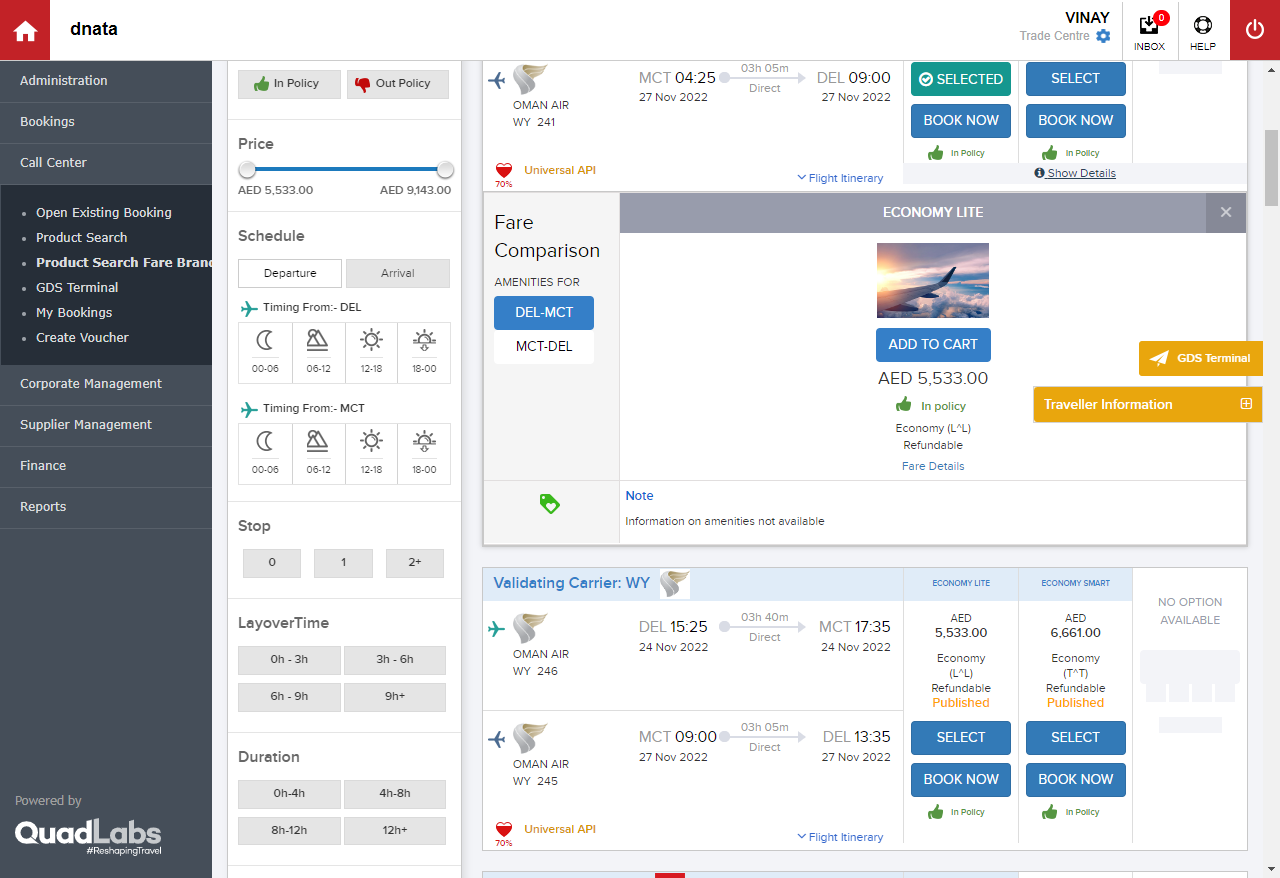 dnata
VINAY
Trade Centre
0
INBOX
HELP
Administration
Bookings
Call Center
Open Existing Booking
Product Search
Product Search Fare Bran
GDS Terminal
My Bookings
Create Voucher
Corporate Management
Supplier Management
Finance
Reports
Powered by
QuadLabs
#ReshapingTravel
In Policy
Out Policy
Price
AED 5,533.00
AED 9,143.00
Schedule
Departure
Arrival
Timing From:- DEL
00-06
06-12
12-18
18-00
Timing From:- MCT
00-06
06-12
12-18
18-00
Stop
0
1
2+
LayoverTime
0h - 3h
3h - 6h
6h - 9h
9h+
Duration
0h-4h
4h-8h
8h-12h
12h+
OMAN AIR
WY 241
MCT 04:25
27 Nov 2022
03h 05m
Direct
DEL 09:00
27 Nov 2022
SELECTED
BOOK NOW
In Policy
SELECT
BOOK NOW
In Policy
70%
Universal API
Flight Itinerary
Show Details
Fare
Comparison
AMENITIES FOR
DEL-MCT
MCT-DEL
ECONOMY LITE
ADD TO CART
AED 5,533.00
In policy
Economy (L^L)
Refundable
Fare Details
Note
Information on amenities not available
GDS Terminal
Traveller Information
Validating Carrier: WY
ECONOMY LITE
ECONOMY SMART
OMAN AIR
WY 246
DEL 15:25
24 Nov 2022
03h 40m
Direct
MCT 17:35
24 Nov 2022
AED
5,533.00
Economy
(L^L)
Refundable
Published
AED
6,661.00
Economy
(T^T)
Refundable
Published
NO OPTION
AVAILABLE
OMAN AIR
WY 245
MCT 09:00
27 Nov 2022
03h 05m
Direct
DEL 13:35
27 Nov 2022
SELECT
BOOK NOW
In Policy
SELECT
BOOK NOW
In Policy
70%
Universal API
Flight Itinerary